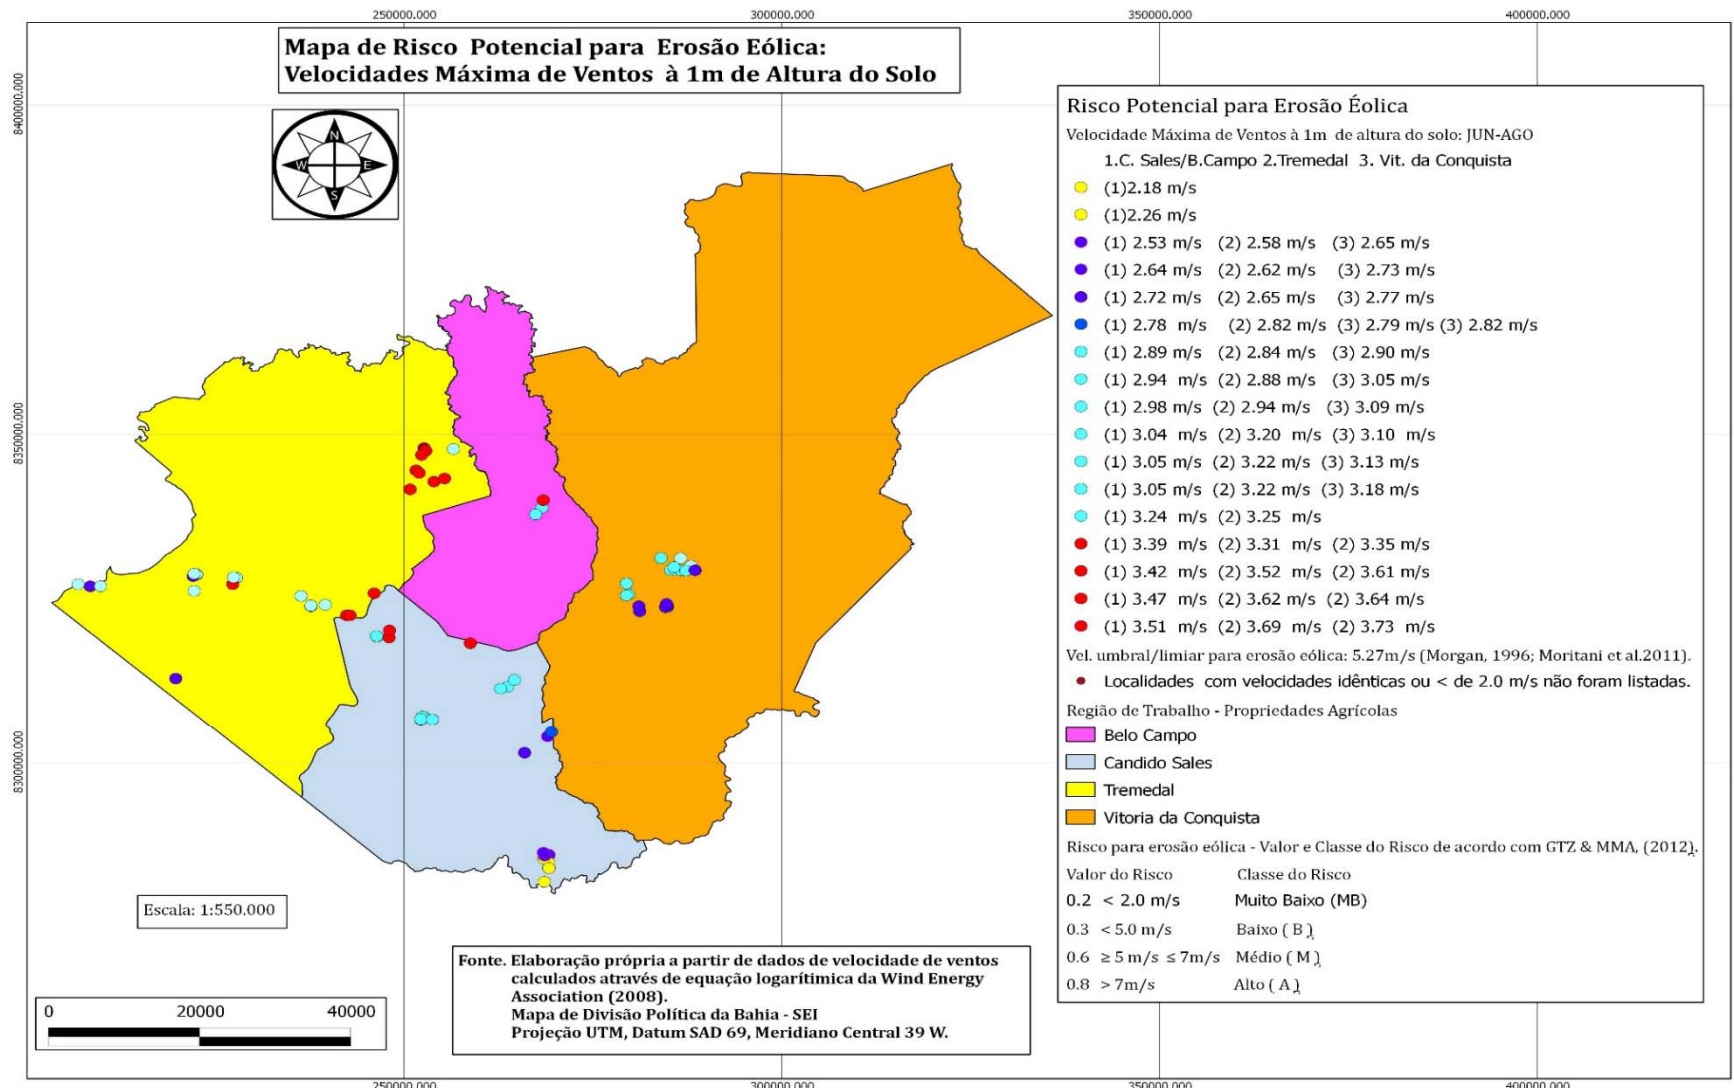 250000.000 300000.000 350000.000 400000.000
Mapa de Risco Potencial para Erosão Eólica:
Velocidades Máxima de Ventos à 1m de Altura do Solo
8400000.000
8350000.000
8300000.000
N
W E
S
Risco Potencial para Erosão Éolica
Velocidade Máxima de Ventos à 1m de altura do solo: JUN-AGO
1.C. Sales/B.Campo 2.Tremedal 3. Vit. da Conquista
(1)2.18 m/s
(1)2.26 m/s
(1) 2.53 m/s (2) 2.58 m/s (3) 2.65 m/s
(1) 2.64 m/s (2) 2.62 m/s (3) 2.73 m/s
(1) 2.72 m/s (2) 2.65 m/s (3) 2.77 m/s
(1) 2.78 m/s (2) 2.82 m/s (3) 2.79 m/s (3) 2.82 m/s
(1) 2.89 m/s (2) 2.84 m/s (3) 2.90 m/s
(1) 2.94 m/s (2) 2.88 m/s (3) 3.05 m/s
(1) 2.98 m/s (2) 2.94 m/s (3) 3.09 m/s
(1) 3.04 m/s (2) 3.20 m/s (3) 3.10 m/s
(1) 3.05 m/s (2) 3.22 m/s (3) 3.13 m/s
(1) 3.05 m/s (2) 3.22 m/s (3) 3.18 m/s
(1) 3.24 m/s (2) 3.25 m/s
(1) 3.39 m/s (2) 3.31 m/s (2) 3.35 m/s
(1) 3.42 m/s (2) 3.52 m/s (2) 3.61 m/s
(1) 3.47 m/s (2) 3.62 m/s (2) 3.64 m/s
(1) 3.51 m/s (2) 3.69 m/s (2) 3.73 m/s
Vel. umbral/limiar para erosão eólica: 5.27m/s (Morgan, 1996; Moritani et al.2011).
Localidades com velocidades idênticas ou < de 2.0 m/s não foram listadas.
Região de Trabalho - Propriedades Agrícolas
Belo Campo
Candido Sales
Tremedal
Vitoria da Conquista
Risco para erosão eólica - Valor e Classe do Risco de acordo com GTZ & MMA, (2012).
Valor do Risco Classe do Risco
0.2 < 2.0 m/s Muito Baixo (MB)
0.3 < 5.0 m/s Baixo ( B )
0.6 ≥ 5 m/s ≤ 7m/s Médio ( M )
0.8 > 7m/s Alto ( A )
Escala: 1:550.000
Fonte. Elaboração própria a partir de dados de velocidade de ventos
calculados através de equação logarítimica da Wind Energy
Association (2008).
Mapa de Divisão Política da Bahia - SEI
Projeção UTM, Datum SAD 69, Meridiano Central 39 W.
0 20000 40000
250000.000 300000.000 350000.000 400000.000